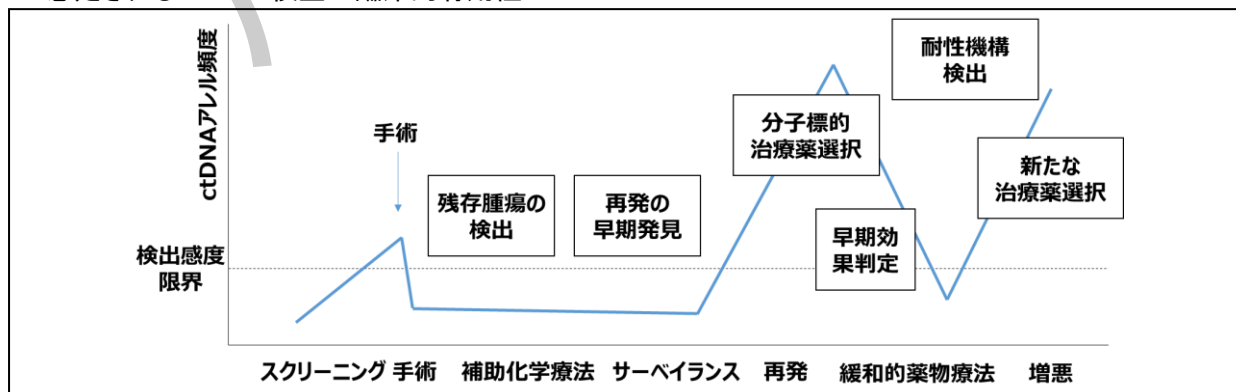 ctDNAアレル頻度
手術
残存腫瘍の
検出
再発の
早期発見
分子標的
治療薬選択
耐性機構
検出
早期効
果判定
新たな
治療薬選択
検出感度
限界
スクリーニング 手術 補助化学療法 サーベイランス 再発 緩和的薬物療法 増悪